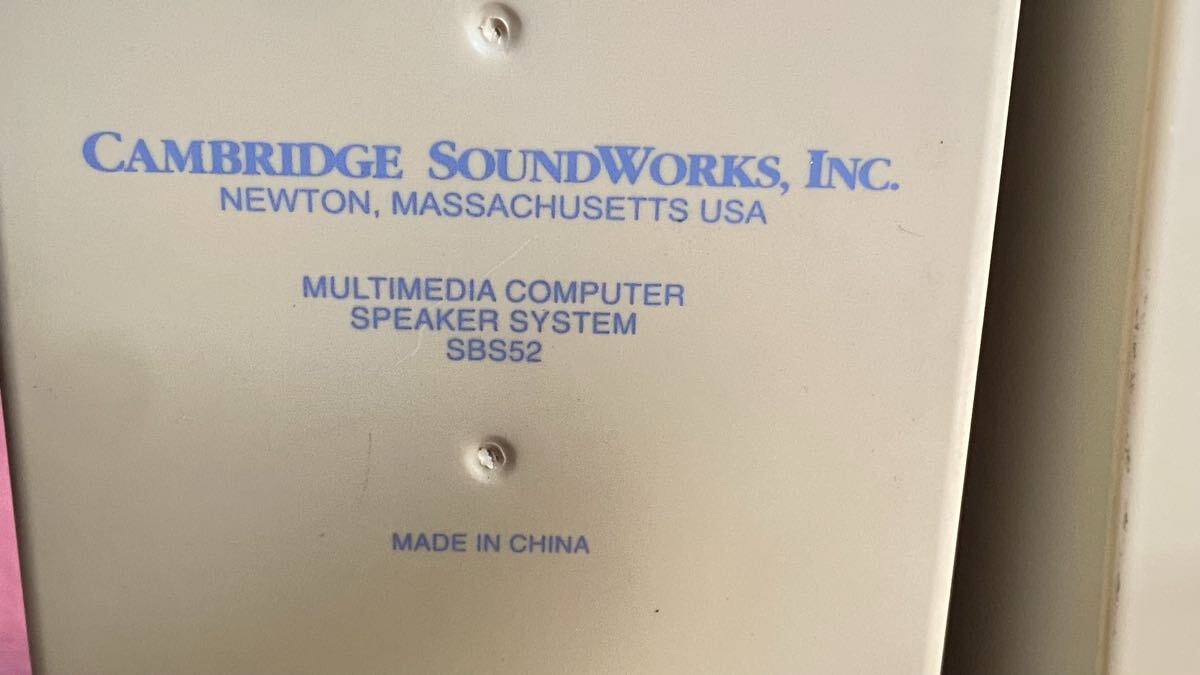 CAMBRIDGE SOUNDWORKS, INC.
NEWTON, MASSACHUSETTS USA
MULTIMEDIA COMPUTER
SPEAKER SYSTEM
SBS52
MADE IN CHINA